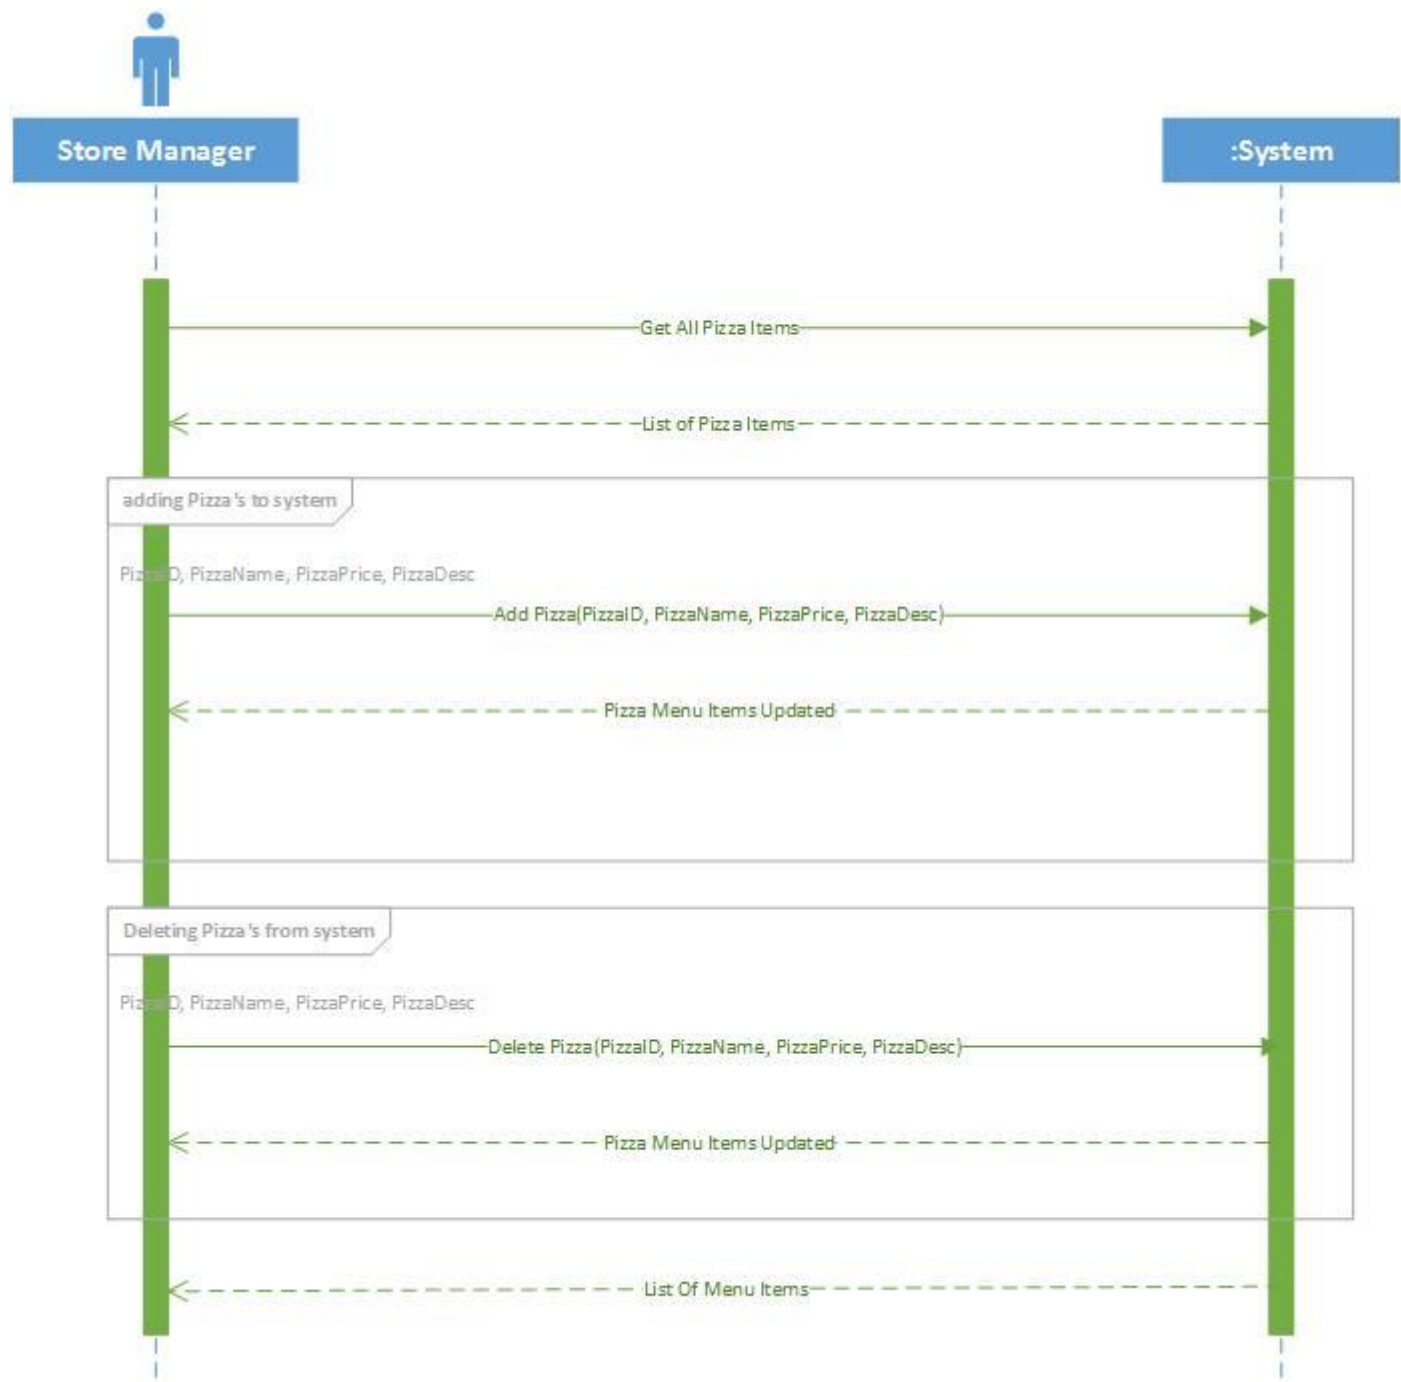 Store Manager
:System
Get All Pizza Items
List of Pizza Items
adding Pizza's to system
PizzaID, PizzaName, PizzaPrice, PizzaDesc
Add Pizza(PizzaID, PizzaName, PizzaPrice, PizzaDesc)
Pizza Menu Items Updated
Deleting Pizza's from system
PizzaID, PizzaName, PizzaPrice, PizzaDesc
Delete Pizza(PizzaID, PizzaName, PizzaPrice, PizzaDesc)
Pizza Menu Items Updated
List Of Menu Items